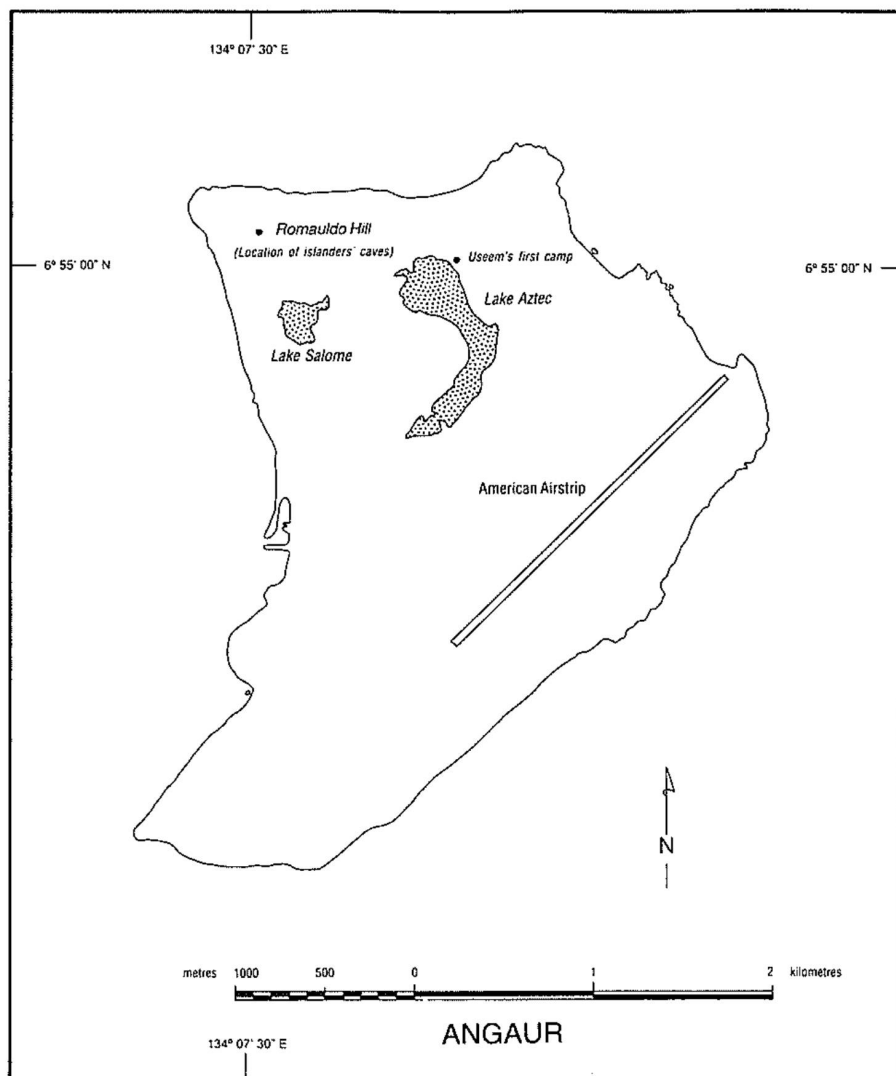 134° 07' 30" E
Romauldo Hill
(Location of islanders' caves)
6° 55' 00" N
Useem's first camp
6° 55' 00" N
Lake Aztec
Lake Salome
American Airstrip
N
metres 1000 500 0 1 2 kilometres
134° 07' 30" E
ANGAUR